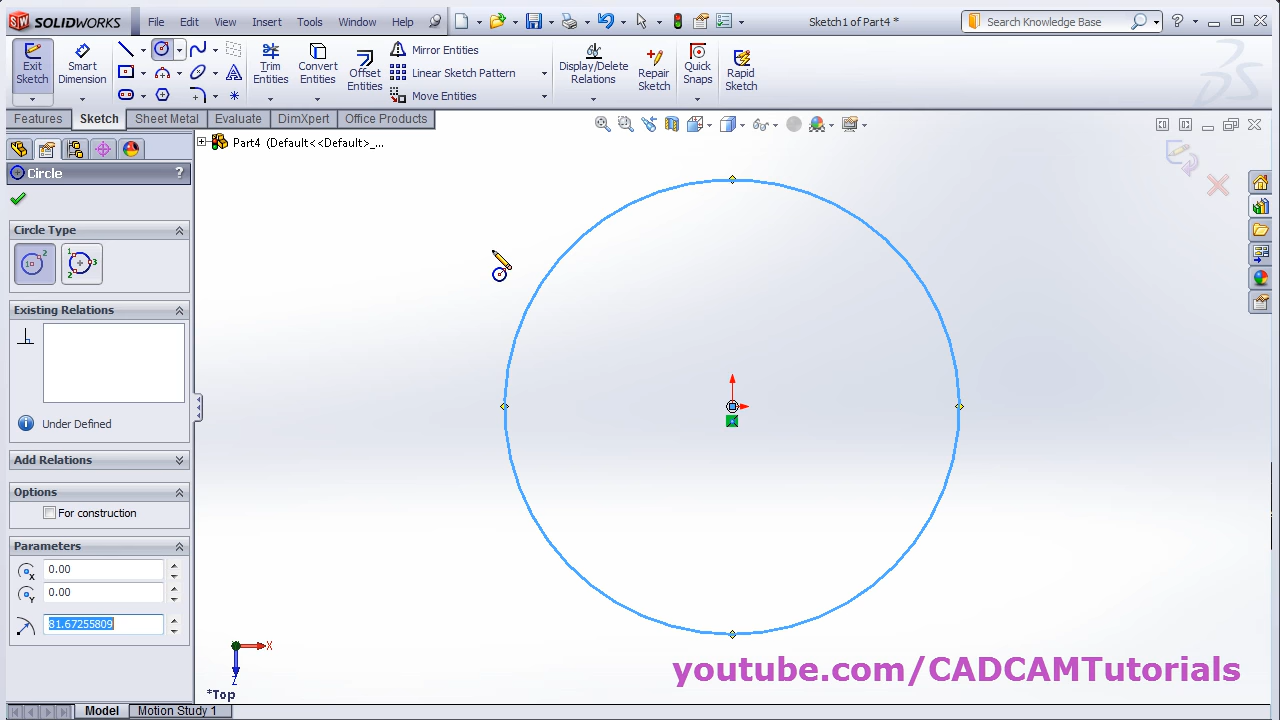 SOLIDWORKS File Edit View Insert Tools Window Help Sketch1 of Part4 * Search Knowledge Base ?
Exit Sketch
Smart Dimension
Trim Entities
Convert Entities
Offset Entities
Mirror Entities
Linear Sketch Pattern
Move Entities
Display/Delete Relations
Repair Sketch
Quick Snaps
Rapid Sketch
Features Sketch Sheet Metal Evaluate DimXpert Office Products
Part4 (Default<<Default>_...
Circle ?
Circle Type
Existing Relations
Under Defined
Add Relations
Options
For construction
Parameters
0.00
0.00
81.67255809
X
Z
*Top
youtube.com/CADCAMTutorials
Model Motion Study 1